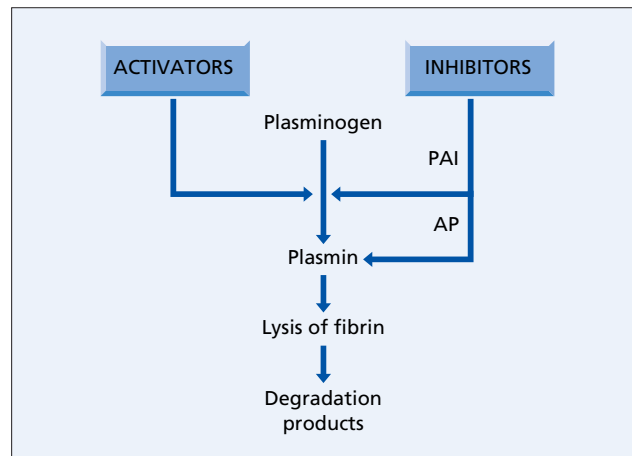 ACTIVATORS
INHIBITORS
Plasminogen
PAI
AP
Plasmin
Lysis of fibrin
Degradation
products